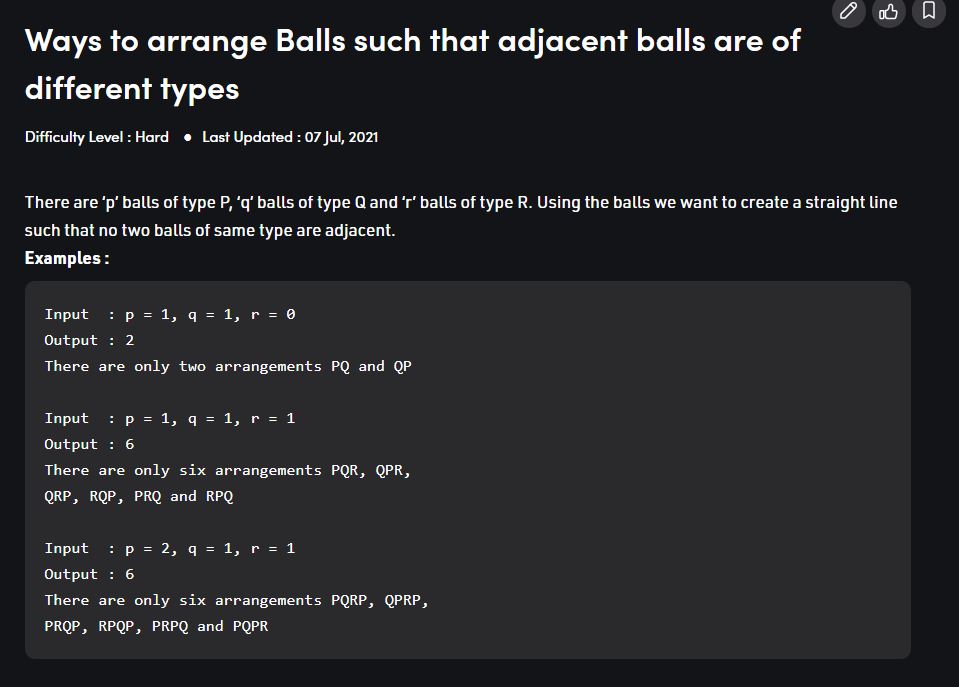 Ways to arrange Balls such that adjacent balls are of
different types
Difficulty Level : Hard ● Last Updated : 07 Jul, 2021
There are ‘p’ balls of type P, ‘q’ balls of type Q and ‘r’ balls of type R. Using the balls we want to create a straight line
such that no two balls of same type are adjacent.
Examples :
Input  : p = 1, q = 1, r = 0
Output : 2
There are only two arrangements PQ and QP
Input  : p = 1, q = 1, r = 1
Output : 6
There are only six arrangements PQR, QPR,
QRP, RQP, PRQ and RPQ
Input  : p = 2, q = 1, r = 1
Output : 6
There are only six arrangements PQRP, QPRP,
PRQP, RPQP, PRPQ and PQPR